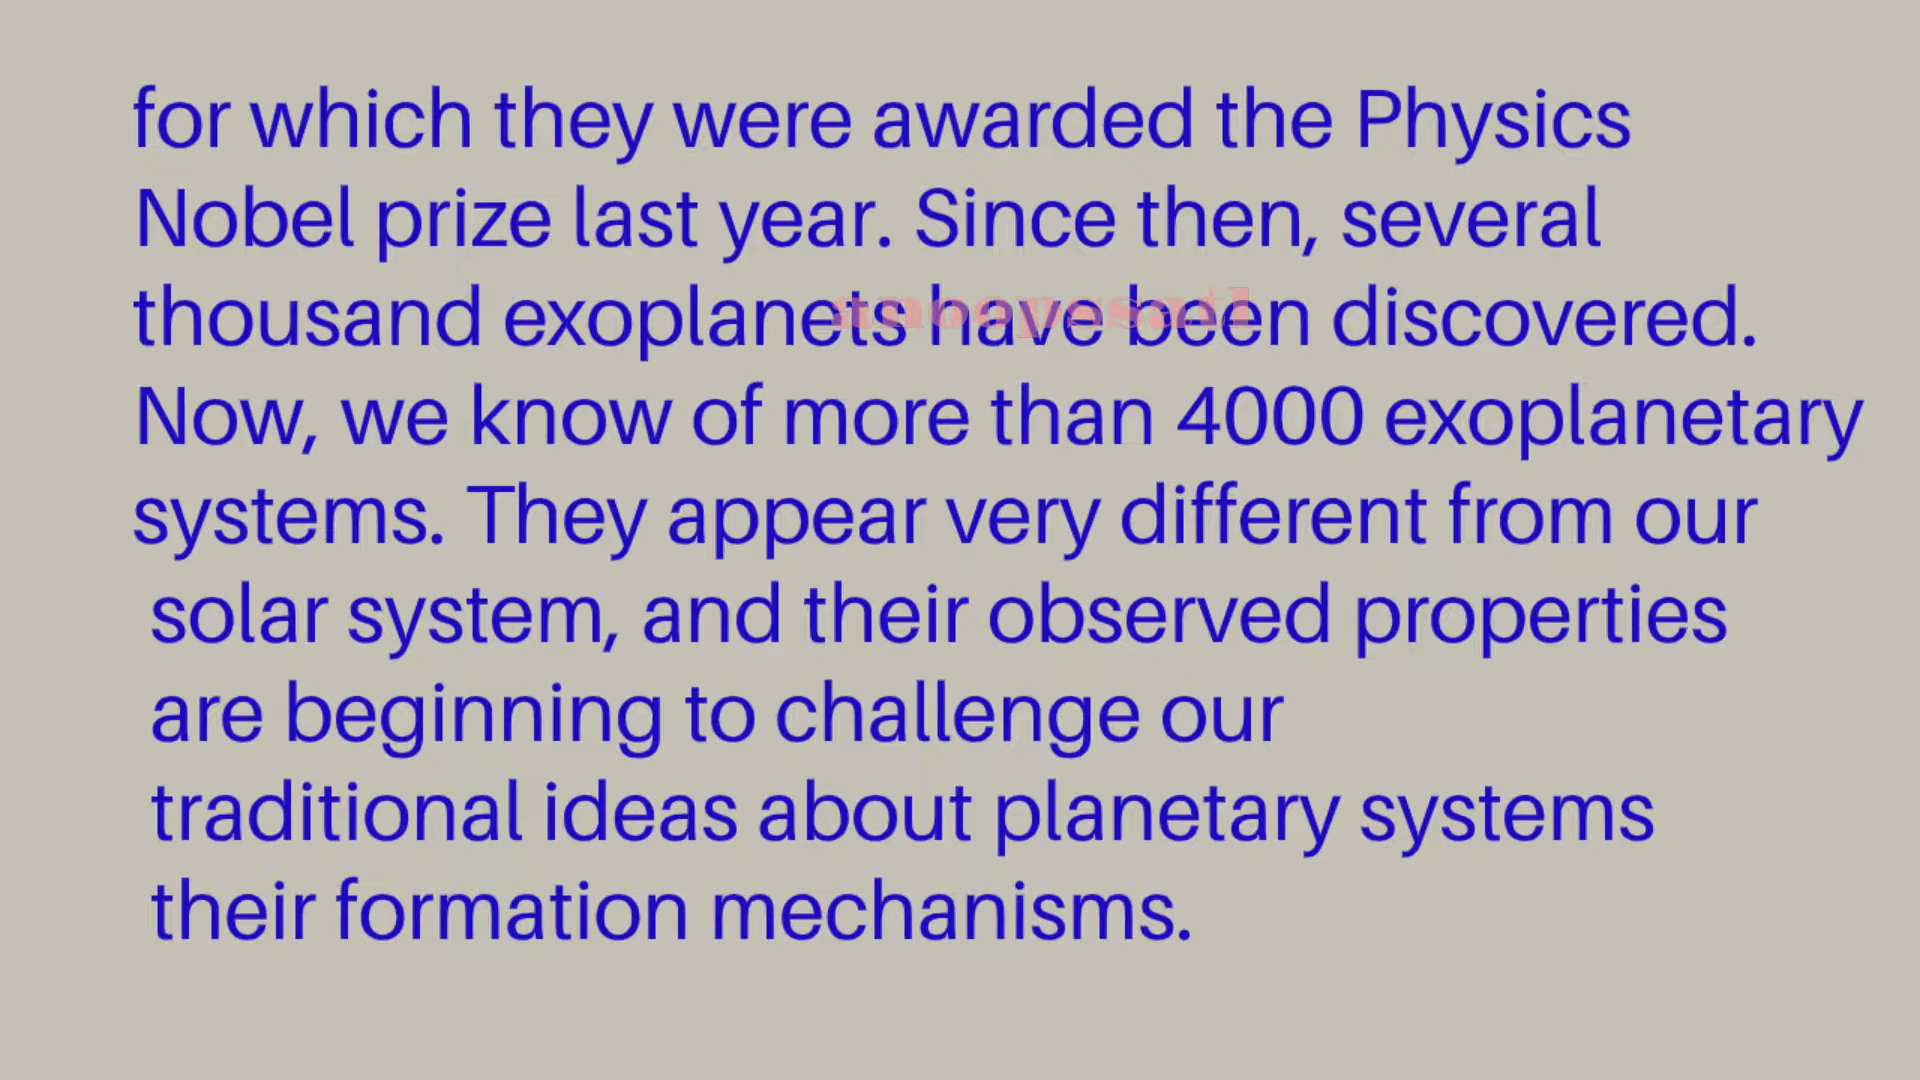 for which they were awarded the Physics
Nobel prize last year. Since then, several
thousand exoplanets have been discovered.
Now, we know of more than 4000 exoplanetary
systems. They appear very different from our
solar system, and their observed properties
are beginning to challenge our
traditional ideas about planetary systems
their formation mechanisms.